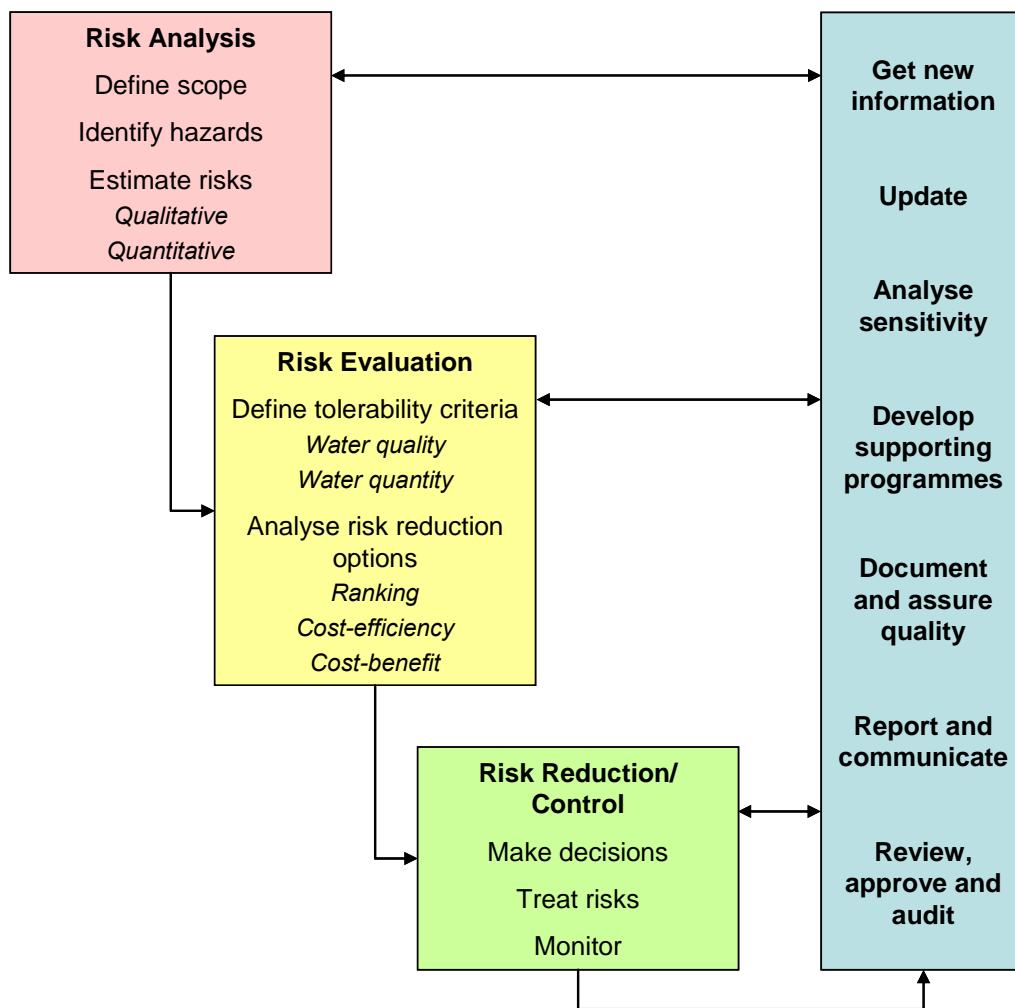 Risk Analysis
Define scope
Identify hazards
Estimate risks
Qualitative
Quantitative
Risk Evaluation
Define tolerability criteria
Water quality
Water quantity
Analyse risk reduction
options
Ranking
Cost-efficiency
Cost-benefit
Risk Reduction/
Control
Make decisions
Treat risks
Monitor
Get new
information
Update
Analyse
sensitivity
Develop
supporting
programmes
Document
and assure
quality
Report and
communicate
Review,
approve and
audit